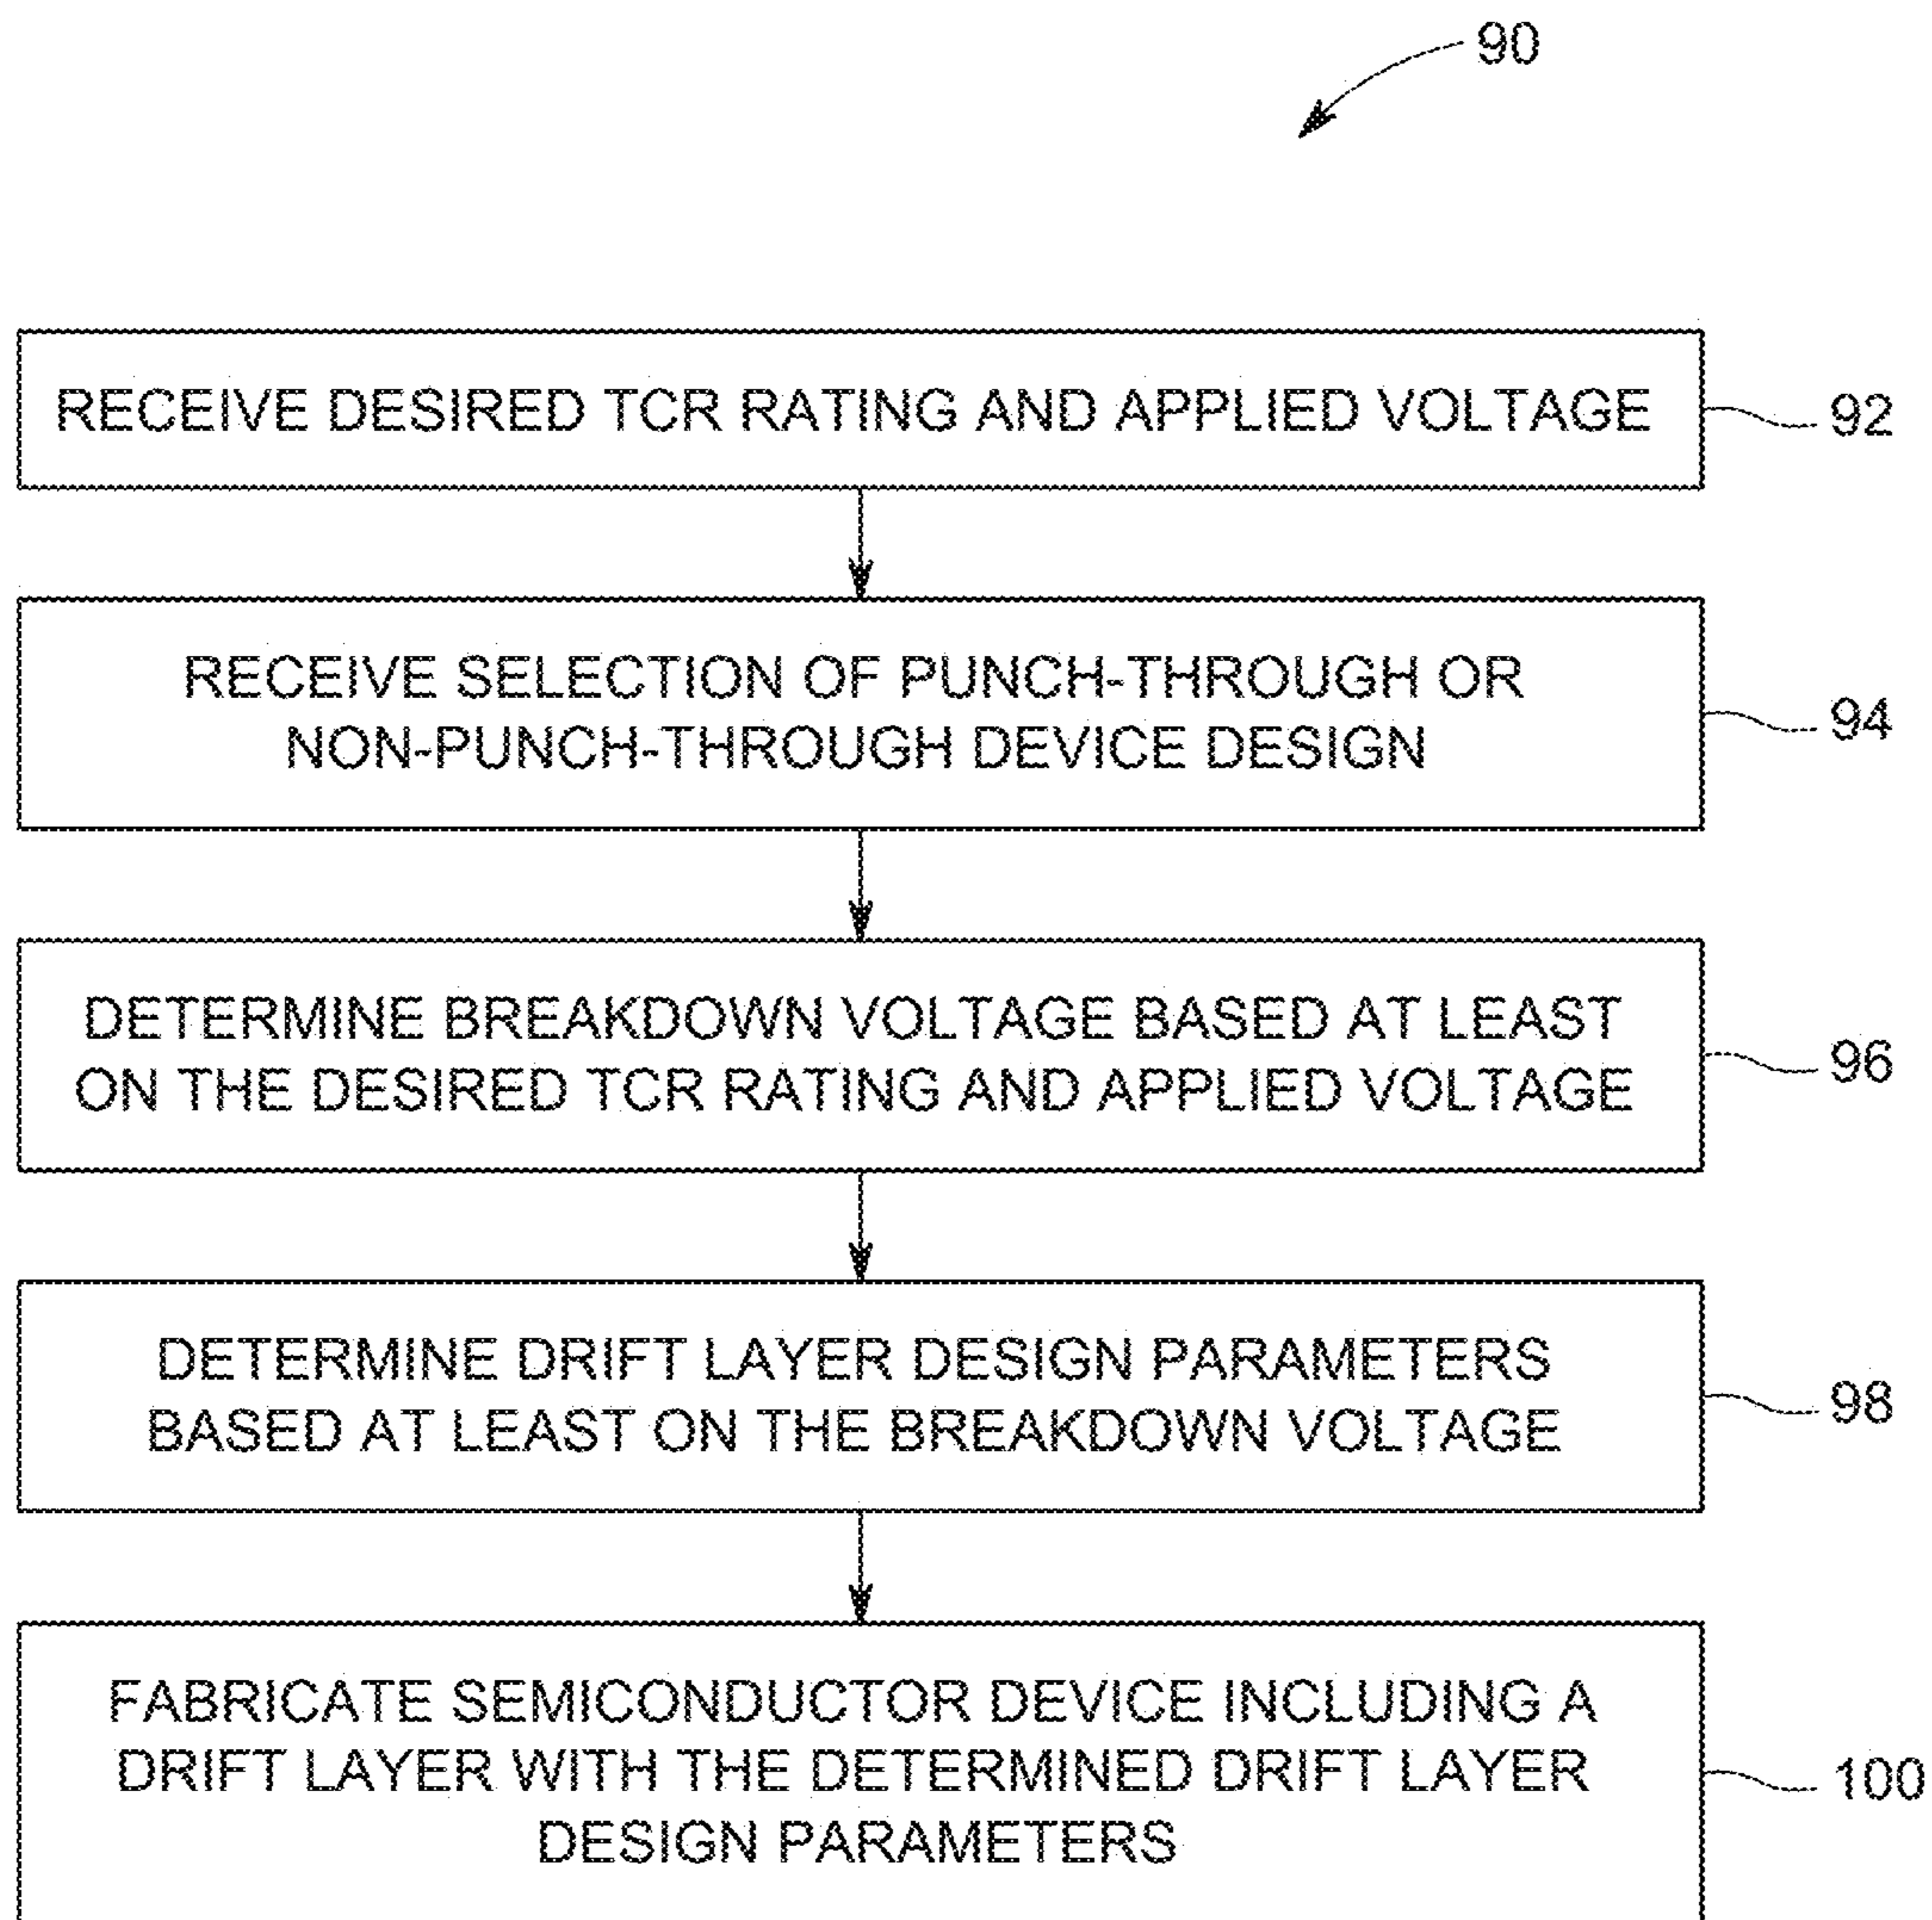 90
RECEIVE DESIRED TCR RATING AND APPLIED VOLTAGE
92
RECEIVE SELECTION OF PUNCH-THROUGH OR
NON-PUNCH-THROUGH DEVICE DESIGN
94
DETERMINE BREAKDOWN VOLTAGE BASED AT LEAST
ON THE DESIRED TCR RATING AND APPLIED VOLTAGE
96
DETERMINE DRIFT LAYER DESIGN PARAMETERS
BASED AT LEAST ON THE BREAKDOWN VOLTAGE
98
FABRICATE SEMICONDUCTOR DEVICE INCLUDING A
DRIFT LAYER WITH THE DETERMINED DRIFT LAYER
DESIGN PARAMETERS
100